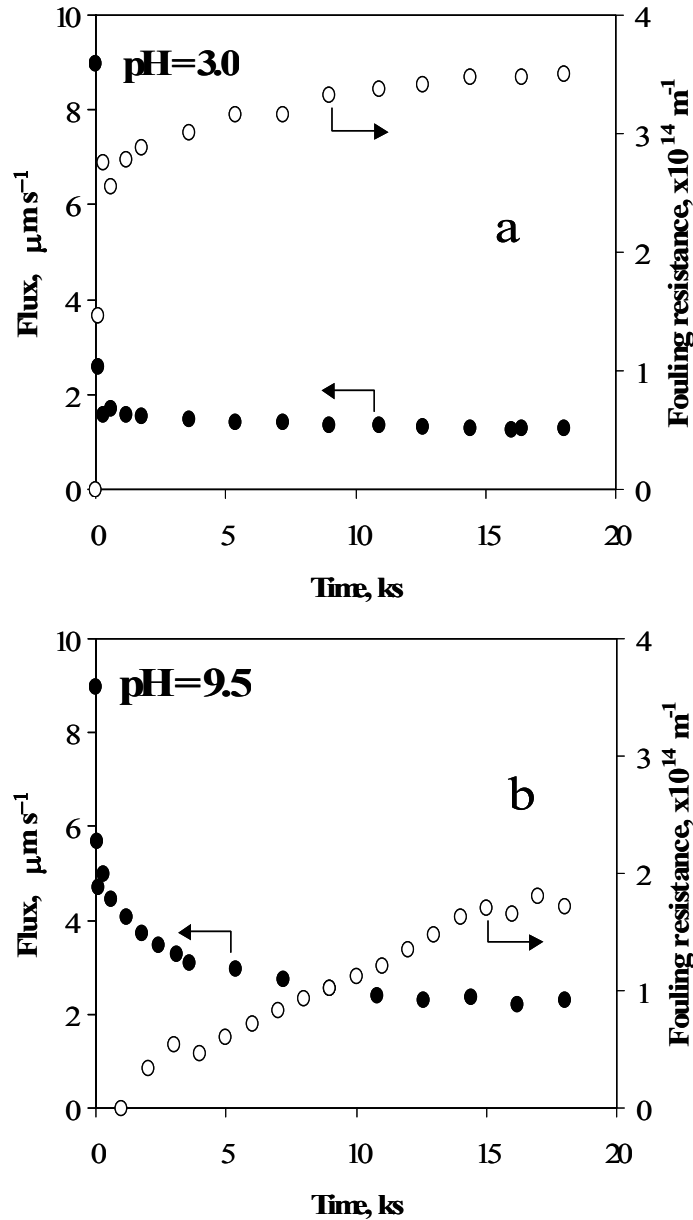 pH=3.0
10
8
6
4
2
0
Flux, μm s⁻¹
4
3
2
1
0
Fouling resistance, x10¹⁴ m⁻¹
a
0 5 10 15 20
Time, ks
pH=9.5
10
8
6
4
2
0
Flux, μm s⁻¹
4
3
2
1
0
Fouling resistance, x10¹⁴ m⁻¹
b
0 5 10 15 20
Time, ks